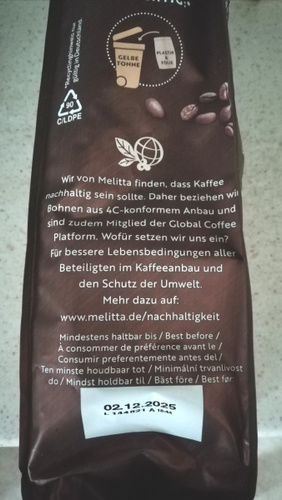 GELBE
TONNE
PLASTIK
&
FOLIE
90
C/LDPE
Wir von Melitta finden, dass Kaffee
nachhaltig sein sollte. Daher beziehen wir
Bohnen aus 4C-konformem Anbau und
sind zudem Mitglied der Global Coffee
Platform. Wofür setzen wir uns ein?
Für bessere Lebensbedingungen aller
Beteiligten im Kaffeeanbau und
den Schutz der Umwelt.
Mehr dazu auf:
www.melitta.de/nachhaltigkeit
Mindestens haltbar bis / Best before /
À consommer de préférence avant le /
Consumir preferentemente antes del /
Ten minste houdbaar tot / Minimální trvanlivost
do / Mindst holdbar til / Bäst före / Best før:
02.12.2025